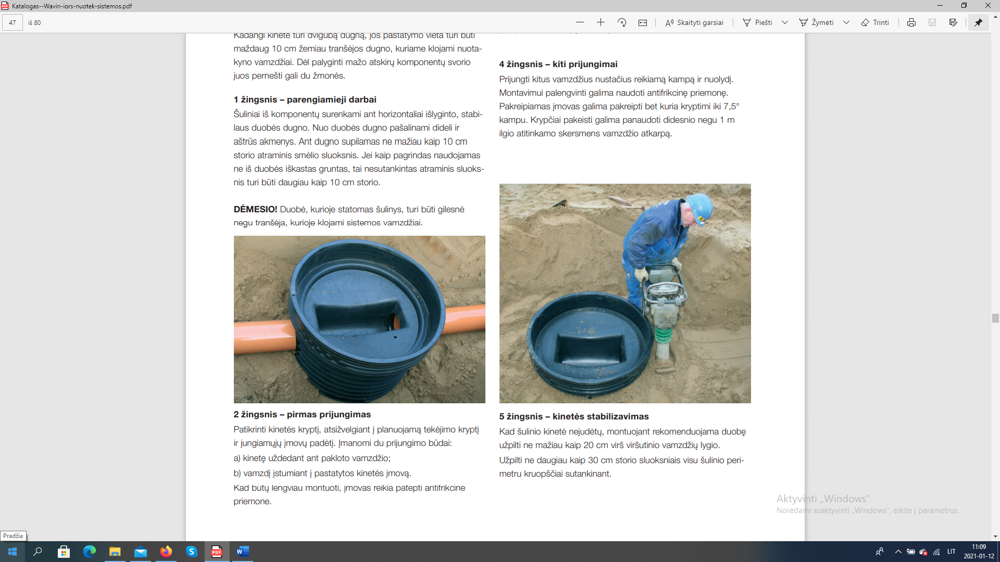 Katalogas--Wavin-iors-nuotek-sistemos.pdf
47 iš 80
Skaityti garsiai
Piešti
Žymėti
Trinti
Kadangi kinetė turi dvigubą dugną, jos pastatymo vieta turi būti
maždaug 10 cm žemiau tranšėjos dugno, kuriame klojami nuota-
kyno vamzdžiai. Dėl palyginti mažo atskirų komponentų svorio
juos pernešti gali du žmonės.
1 žingsnis – parengiamieji darbai
Šuliniai iš komponentų surenkami ant horizontaliai išlyginto, stabi-
laus duobės dugno. Nuo duobės dugno pašalinami dideli ir
aštrūs akmenys. Ant dugno supilamas ne mažiau kaip 10 cm
storio atraminis smėlio sluoksnis. Jei kaip pagrindas naudojamas
ne iš duobės iškastas gruntas, tai nesutankintas atraminis sluoks-
nis turi būti daugiau kaip 10 cm storio.
DĖMESIO! Duobė, kurioje statomas šulinys, turi būti gilesnė
negu tranšėja, kurioje klojami sistemos vamzdžiai.
2 žingsnis – pirmas prijungimas
Patikrinti kinetės kryptį, atsižvelgiant į planuojamą tekėjimo kryptį
ir jungiamųjų įmovų padėtį. Įmanomi du prijungimo būdai:
a) kinetę uždedant ant pakloto vamzdžio;
b) vamzdį įstumiant į pastatytos kinetės įmovą.
Kad būtų lengviau montuoti, įmovas reikia patepti antifrikcine
priemone.
4 žingsnis – kiti prijungimai
Prijungti kitus vamzdžius nustačius reikiamą kampą ir nuolydį.
Montavimui palengvinti galima naudoti antifrikcinę priemonę.
Pakreipiamas įmovas galima pakreipti bet kuria kryptimi iki 7,5°
kampu. Krypčiai pakeisti galima panaudoti didesnio negu 1 m
ilgio atitinkamo skersmens vamzdžio atkarpą.
5 žingsnis – kinetės stabilizavimas
Kad šulinio kinetė nejudėtų, montuojant rekomenduojama duobę
užpilti ne mažiau kaip 20 cm virš viršutinio vamzdžių lygio.
Užpilti ne daugiau kaip 30 cm storio sluoksniais visu šulinio peri-
metru kruopščiai sutankinant.
Aktyvinti „Windows“
Norėdami suaktyvinti „Windows“, eikite į parametrus.
Pradžia
LIT
11:09
2021-01-12